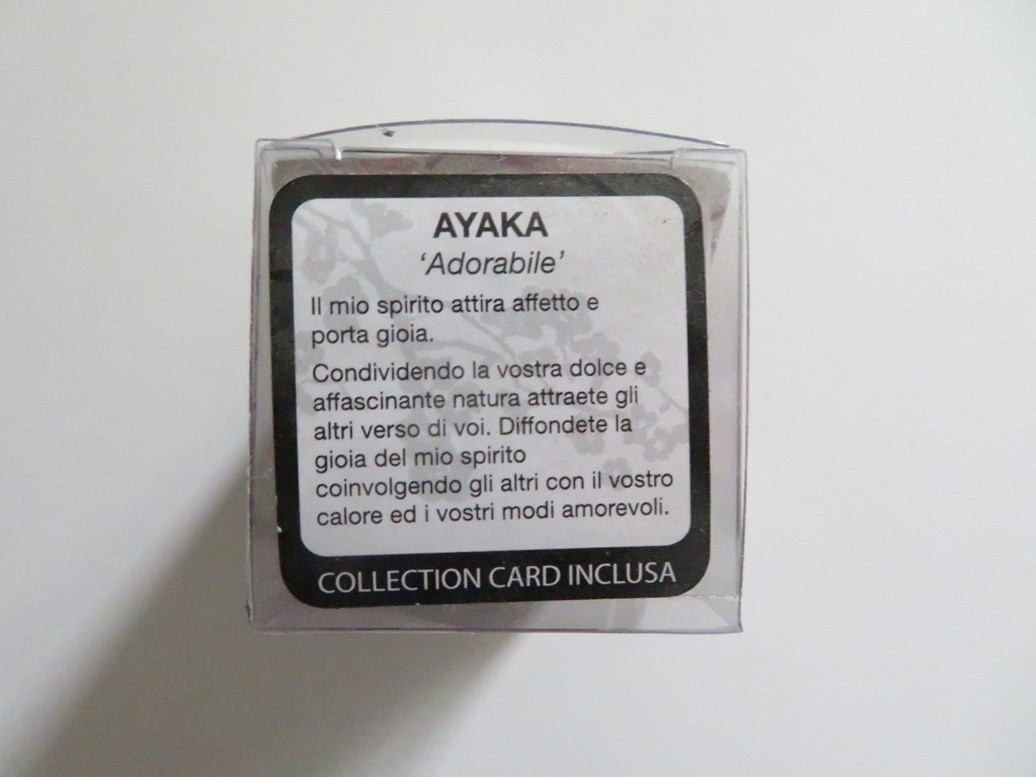 AYAKA
‘Adorabile’
Il mio spirito attira affetto e
porta gioia.
Condividendo la vostra dolce e
affascinante natura attraete gli
altri verso di voi. Diffondete la
gioia del mio spirito
coinvolgendo gli altri con il vostro
calore ed i vostri modi amorevoli.
COLLECTION CARD INCLUSA